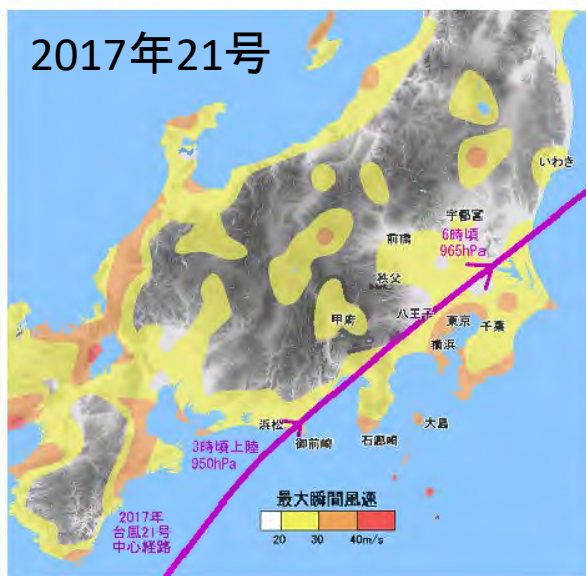 2017年21号
いわき
宇都宮
6時頃
965hPa
前橋
秩父
甲府
八王子
東京
千葉
横浜
浜松
御前崎
石廊崎
大島
3時頃上陸
950hPa
2017年
台風21号
中心経路
最大瞬間風速
20 30 40m/s